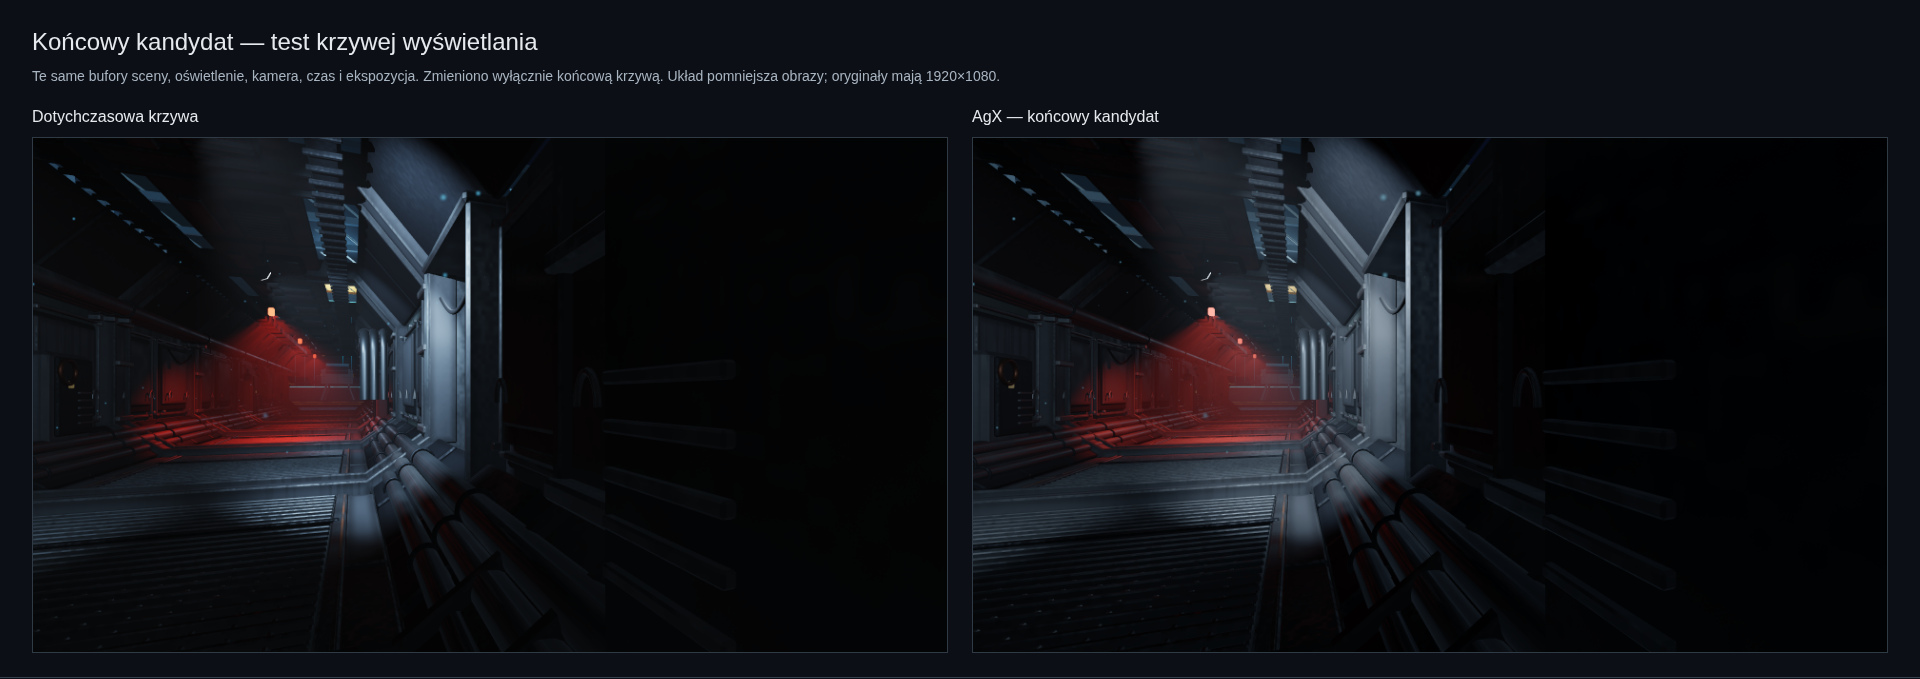 Końcowy kandydat — test krzywej wyświetlania
Te same bufory sceny, oświetlenie, kamera, czas i ekspozycja. Zmieniono wyłącznie końcową krzywą. Układ pomniejsza obrazy; oryginały mają 1920×1080.
Dotychczasowa krzywa
AgX — końcowy kandydat